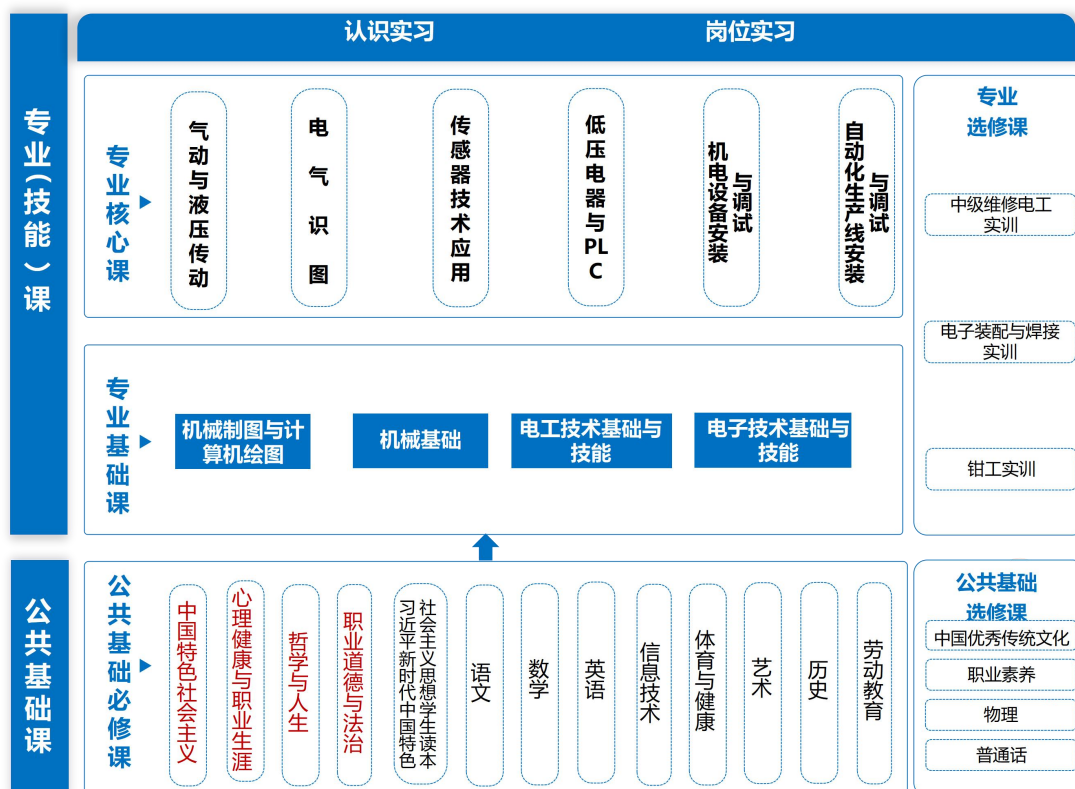 认识实习
岗位实习
专业（技能）课
专业核心课
气动与液压传动
电气识图
传感器技术应用
低压电器与PLC
机电设备安装
与调试
自动化生产线安装
与调试
专业
选修课
中级维修电工
实训
电子装配与焊接
实训
钳工实训
专业基础课
机械制图与计
算机绘图
机械基础
电工技术基础与
技能
电子技术基础与
技能
公共基础课
公共基础必修课
中国特色社会主义
心理健康与职业生涯
哲学与人生
职业道德与法治
习近平新时代中国特色
社会主义思想学生读本
语文
数学
英语
信息技术
体育与健康
艺术
历史
劳动教育
公共基础
选修课
中国优秀传统文化
职业素养
物理
普通话